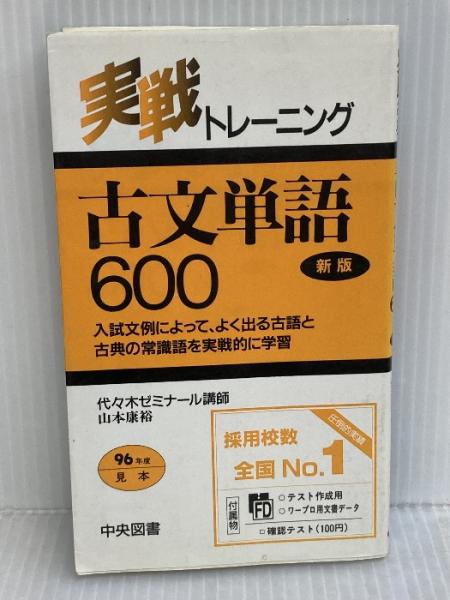 実戦トレーニング
古文単語
600
新版
入試文例によって、よく出る古語と
古典の常識語を実戦的に学習
代々木ゼミナール講師
山本康裕
96年度
見本
中央図書
圧倒的実績
採用校数
全国 No.1
付属物
FD
○テスト作成用
○ワープロ用文書データ
□確認テスト(100円)